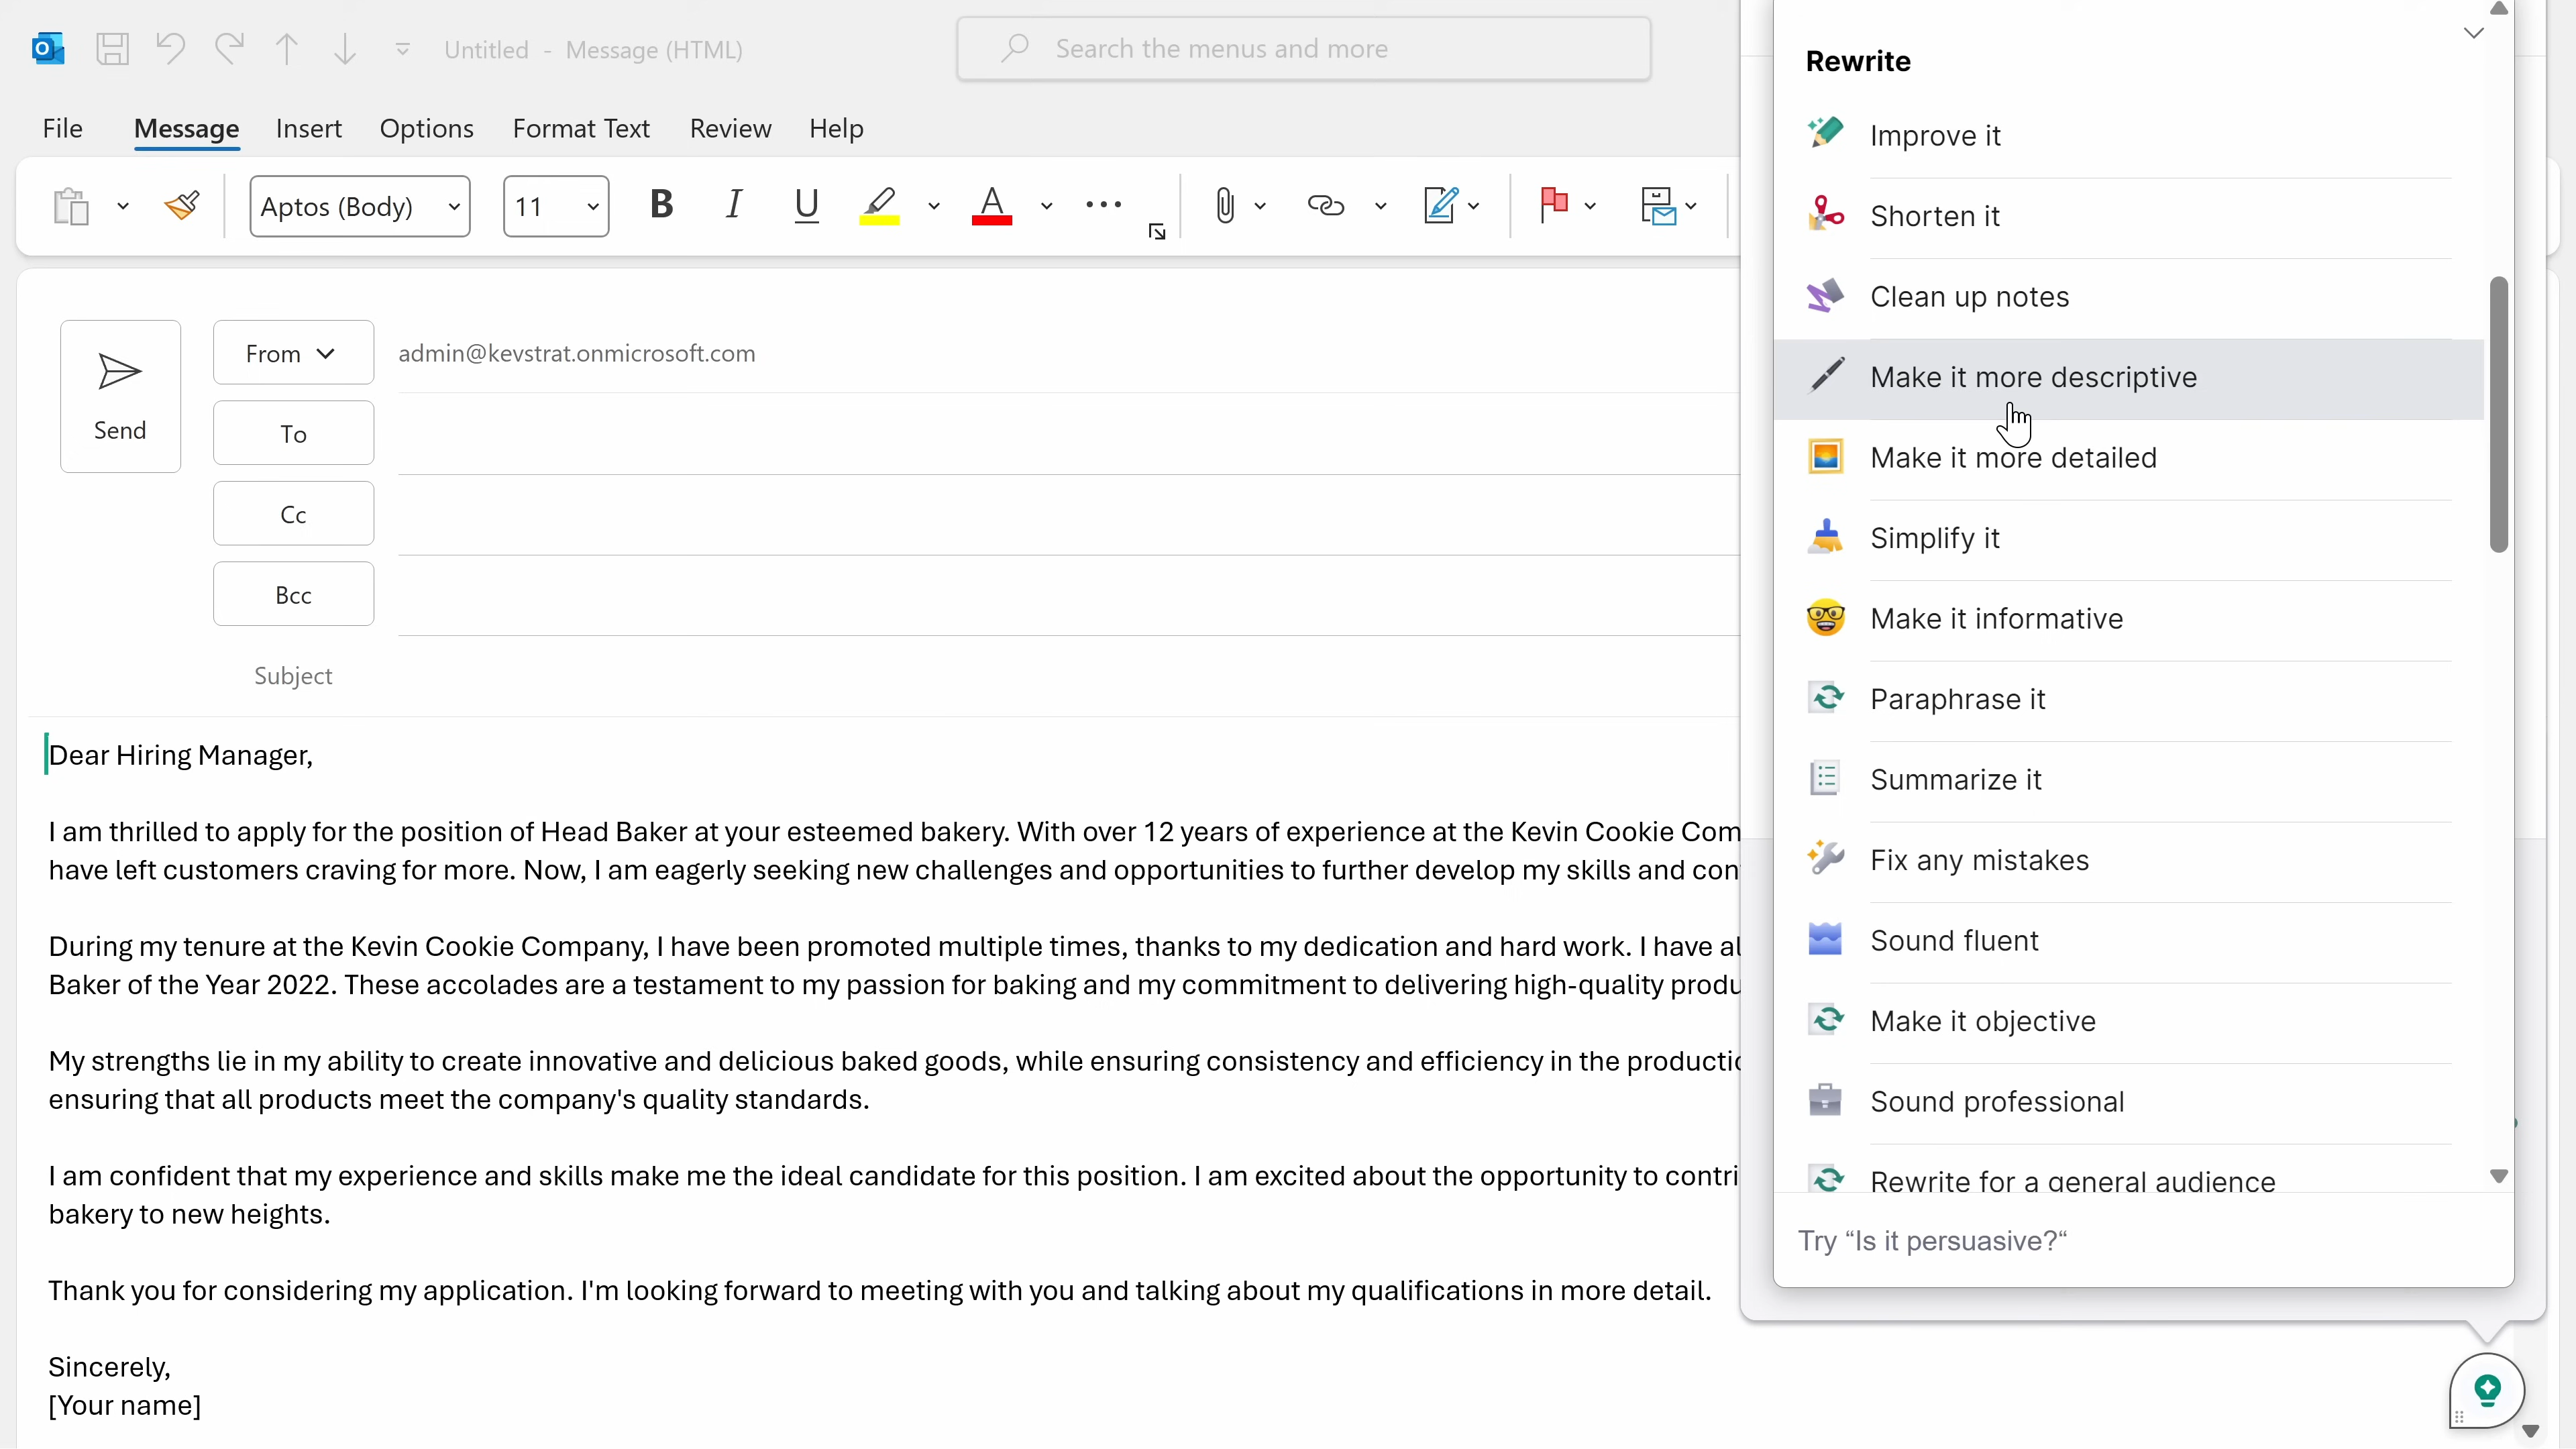 Untitled - Message (HTML)
Search the menus and more
File Message Insert Options Format Text Review Help
Aptos (Body) 11 B I U A
From admin@kevstrat.onmicrosoft.com
Send
To
Cc
Bcc
Subject
Dear Hiring Manager,
I am thrilled to apply for the position of Head Baker at your esteemed bakery. With over 12 years of experience at the Kevin Cookie Com
have left customers craving for more. Now, I am eagerly seeking new challenges and opportunities to further develop my skills and con
During my tenure at the Kevin Cookie Company, I have been promoted multiple times, thanks to my dedication and hard work. I have al
Baker of the Year 2022. These accolades are a testament to my passion for baking and my commitment to delivering high-quality produ
My strengths lie in my ability to create innovative and delicious baked goods, while ensuring consistency and efficiency in the productio
ensuring that all products meet the company's quality standards.
I am confident that my experience and skills make me the ideal candidate for this position. I am excited about the opportunity to contri
bakery to new heights.
Thank you for considering my application. I'm looking forward to meeting with you and talking about my qualifications in more detail.
Sincerely,
[Your name]
Rewrite
Improve it
Shorten it
Clean up notes
Make it more descriptive
Make it more detailed
Simplify it
Make it informative
Paraphrase it
Summarize it
Fix any mistakes
Sound fluent
Make it objective
Sound professional
Rewrite for a general audience
Try “Is it persuasive?“